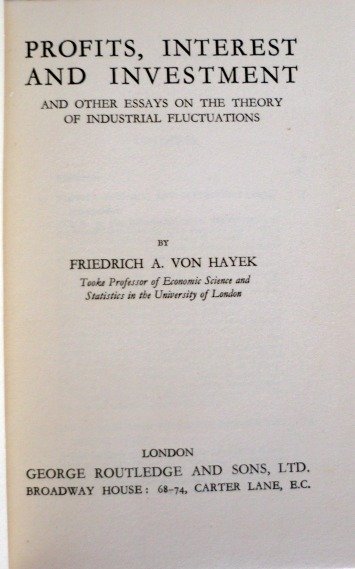 PROFITS, INTEREST
AND INVESTMENT
AND OTHER ESSAYS ON THE THEORY
OF INDUSTRIAL FLUCTUATIONS
BY
FRIEDRICH A. VON HAYEK
Tooke Professor of Economic Science and
Statistics in the University of London
LONDON
GEORGE ROUTLEDGE AND SONS, LTD.
BROADWAY HOUSE: 68–74, CARTER LANE, E.C.